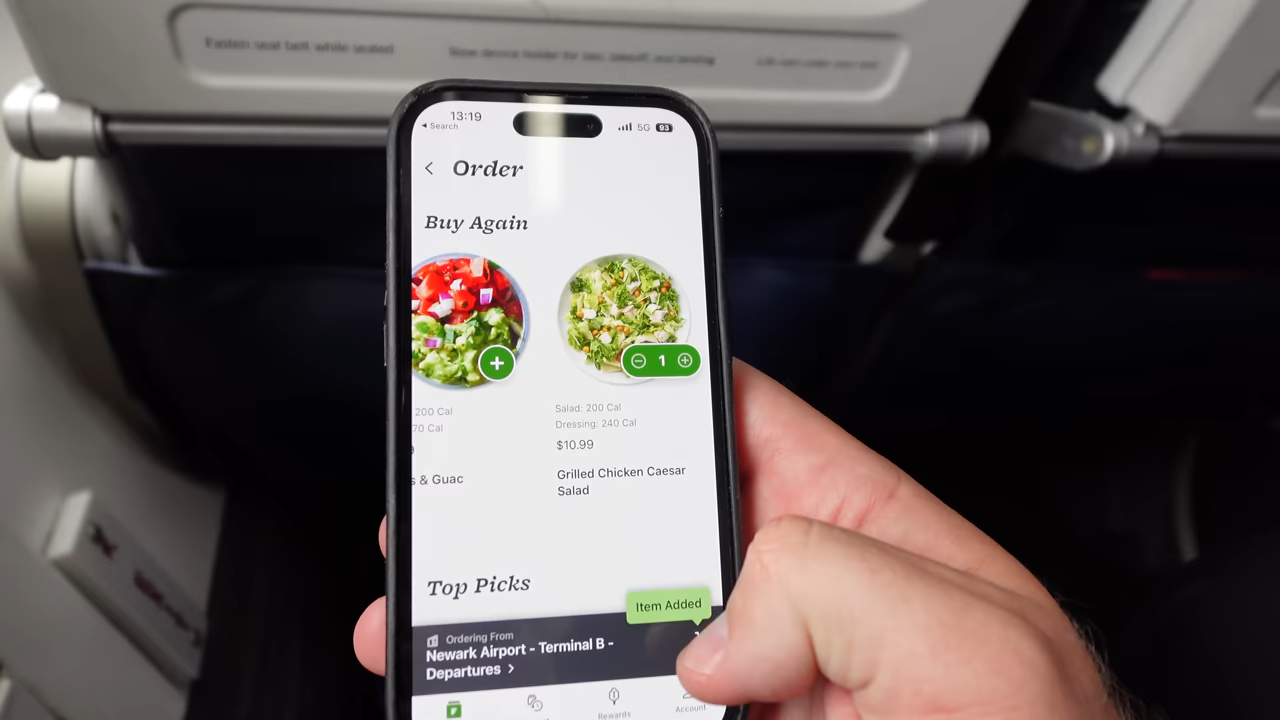 Fasten seat belt while seated
13:19
Search
5G
93
Order
Buy Again
1
200 Cal
70 Cal
Salad: 200 Cal
Dressing: 240 Cal
$10.99
s & Guac
Grilled Chicken Caesar
Salad
Top Picks
Item Added
Ordering From
Newark Airport - Terminal B -
Departures
Rewards
Account